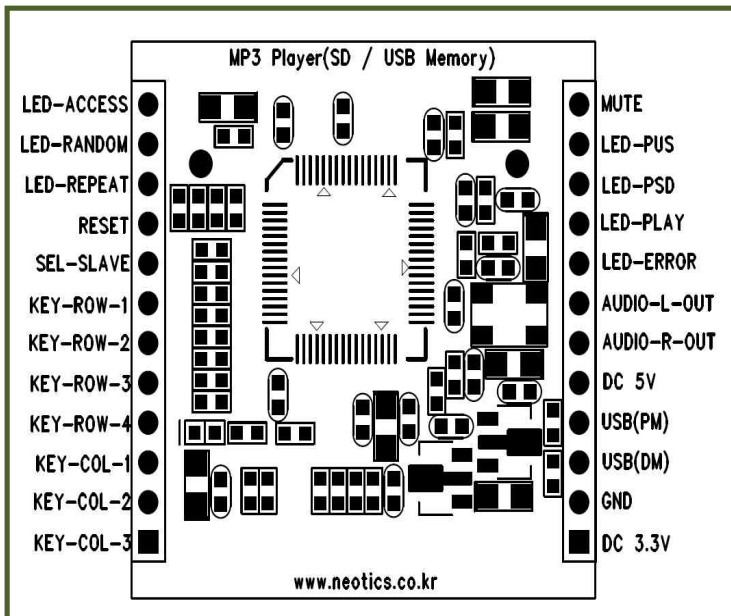 MP3 Player(SD / USB Memory)
LED-ACCESS
LED-RANDOM
LED-REPEAT
RESET
SEL-SLAVE
KEY-ROW-1
KEY-ROW-2
KEY-ROW-3
KEY-ROW-4
KEY-COL-1
KEY-COL-2
KEY-COL-3
MUTE
LED-PUS
LED-PSD
LED-PLAY
LED-ERROR
AUDIO-L-OUT
AUDIO-R-OUT
DC 5V
USB(PM)
USB(DM)
GND
DC 3.3V
www.neotics.co.kr